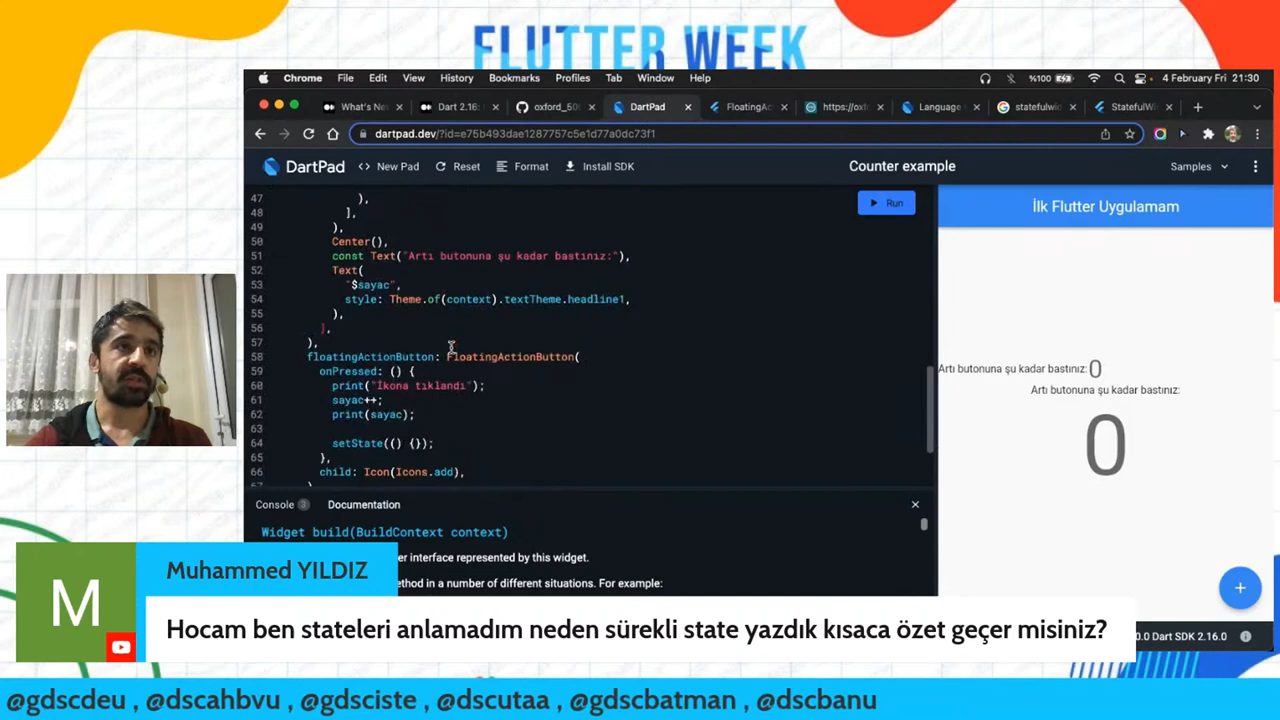 FLUTTER WEEK
Chrome File Edit View History Bookmarks Profiles Tab Window Help %100 4 February Fri 21:30
What's Ne Dart 2.16: oxford_50 DartPad FloatingAc https://oxf Language statefulwid StatefulWi
dartpad.dev/?id=e75b493dae1287757c5e1d77a0dc73f1
DartPad <> New Pad Reset Format Install SDK Counter example Samples
Run
İlk Flutter Uygulamam
47 ),
48 ],
49 ),
50 Center(),
51 const Text("Artı butonuna şu kadar bastınız:"),
52 Text(
53 "$sayac",
54 style: Theme.of(context).textTheme.headline1,
55 ),
56 ],
57 ),
58 floatingActionButton: FloatingActionButton(
59 onPressed: () {
60 print("İkona tıklandı");
61 sayac++;
62 print(sayac);
63
64 setState(() {});
65 },
66 child: Icon(Icons.add),
67 )
Artı butonuna şu kadar bastınız: 0
Artı butonuna şu kadar bastınız:
0
+
Console 3 Documentation
Widget build(BuildContext context)
er interface represented by this widget.
ethod in a number of different situations. For example:
0.0 Dart SDK 2.16.0
M
Muhammed YILDIZ
Hocam ben stateleri anlamadım neden sürekli state yazdık kısaca özet geçer misiniz?
@gdscdeu , @dscahbvu , @gdsciste , @dscutaa , @gdscbatman , @dscbanu